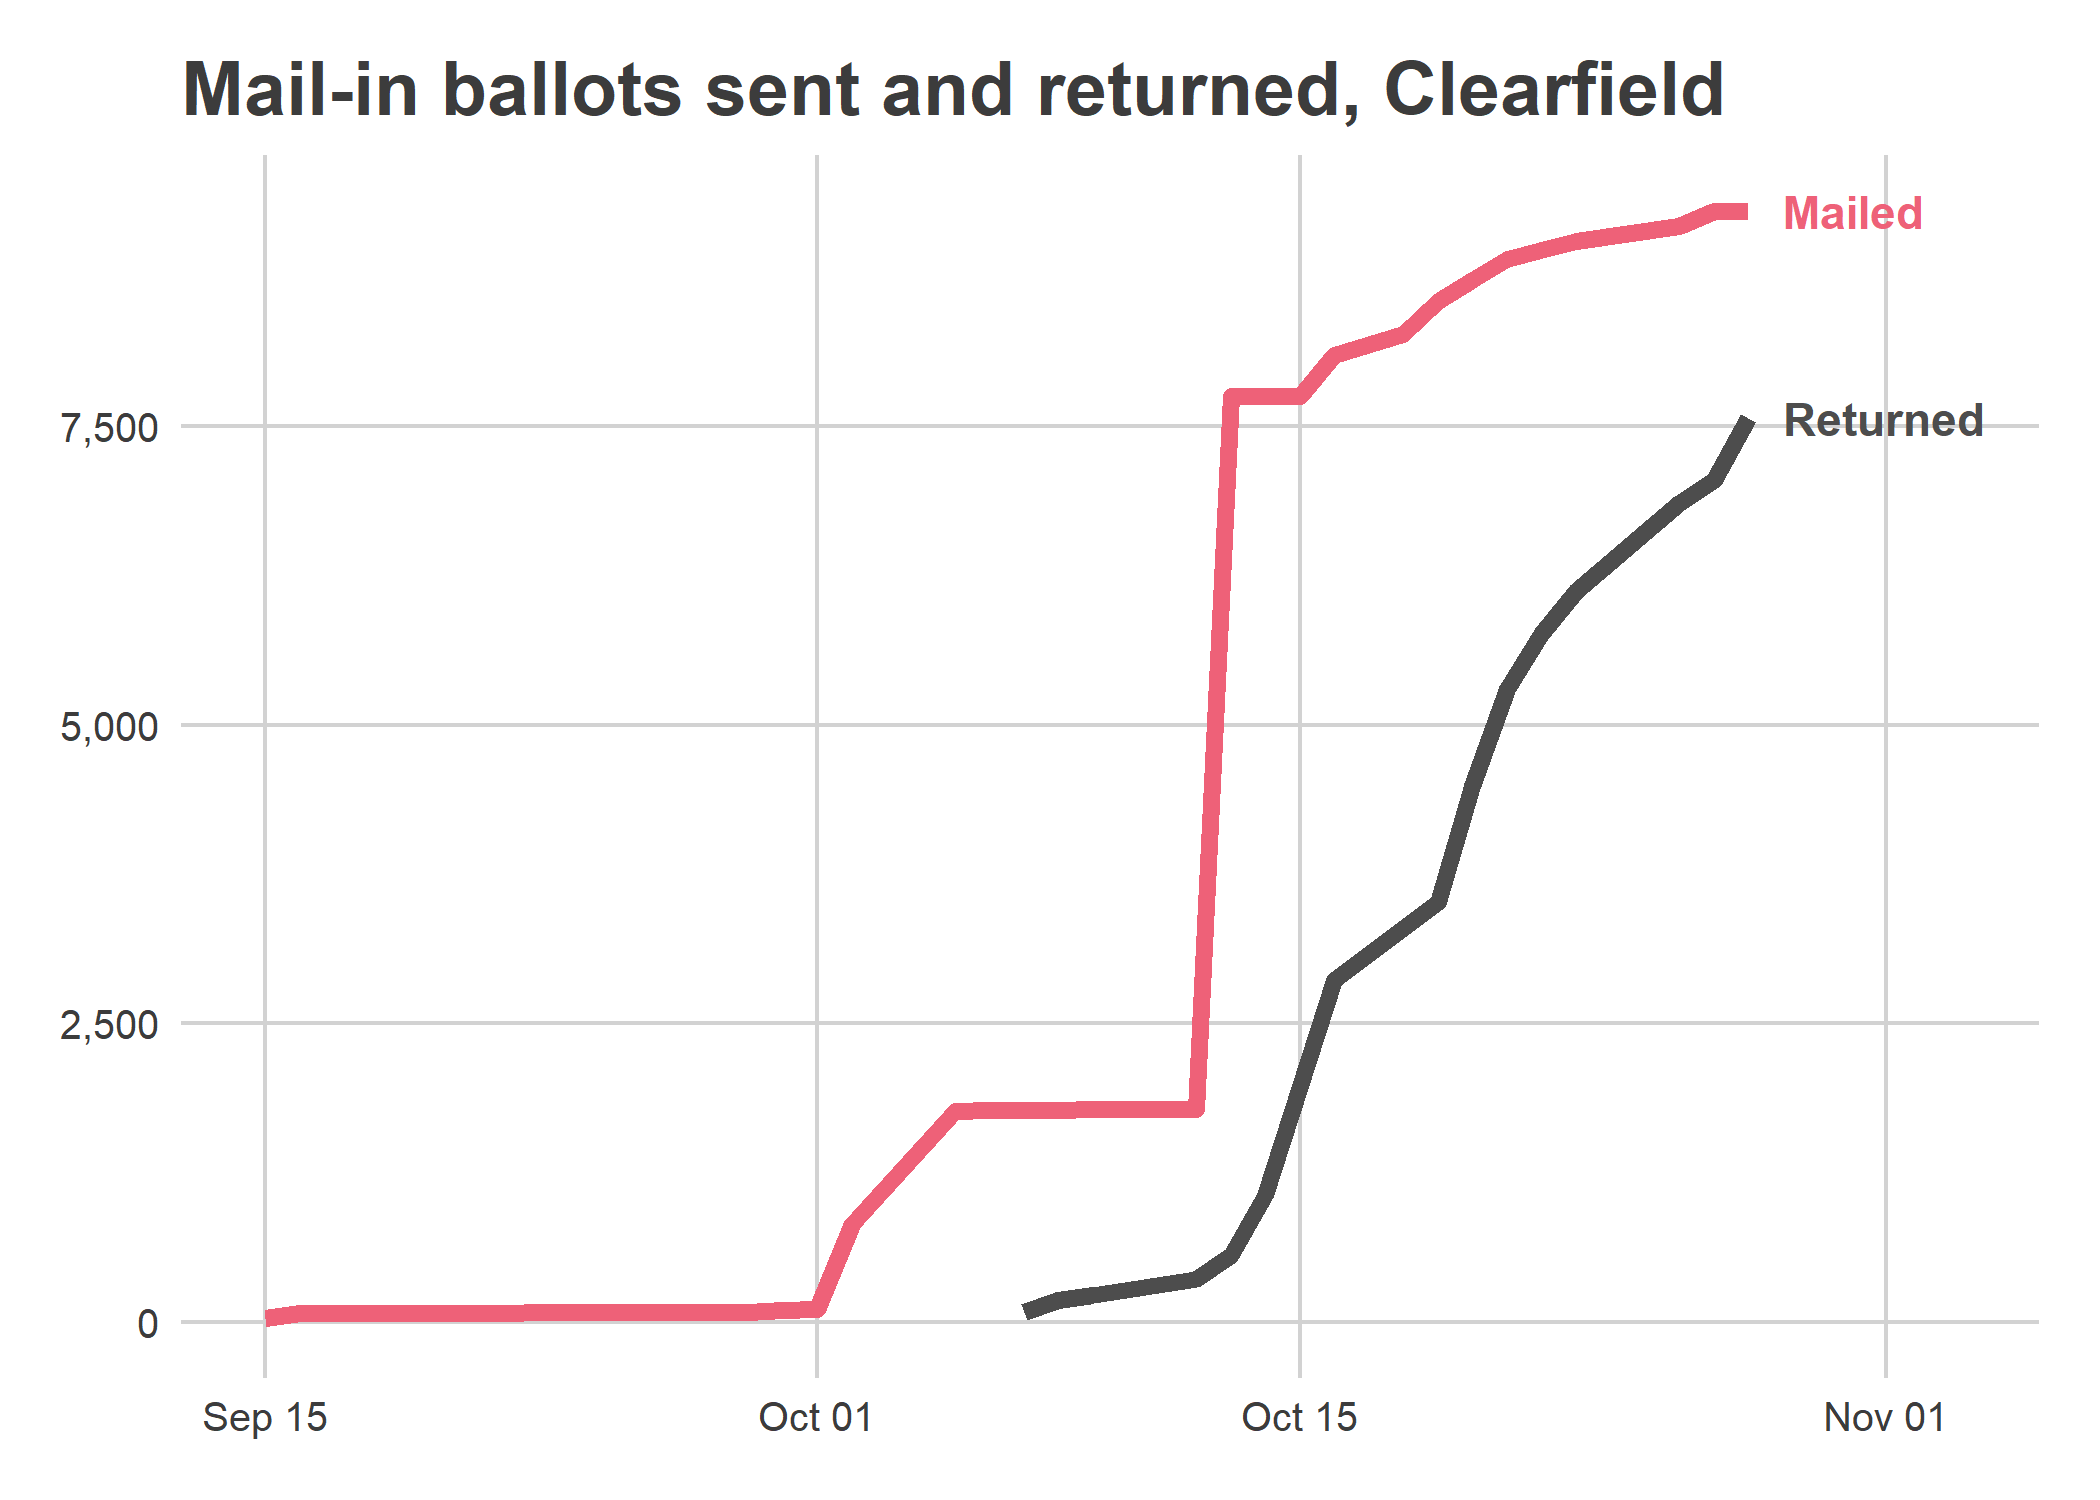 Mail-in ballots sent and returned, Clearfield
Mailed
7,500
Returned
5,000
2,500
0
Sep 15
Oct 01
Oct 15
Nov 01